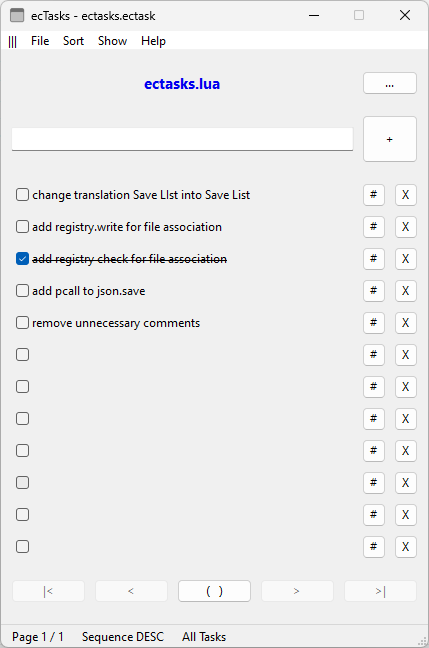 ecTasks - ectasks.ectask
||| File Sort Show Help
ectasks.lua ...
+
change translation Save LIst into Save List # X
add registry.write for file association # X
add registry check for file association # X
add pcall to json.save # X
remove unnecessary comments # X
# X
# X
# X
# X
# X
# X
# X
|< < ( ) > >|
Page 1 / 1 Sequence DESC All Tasks